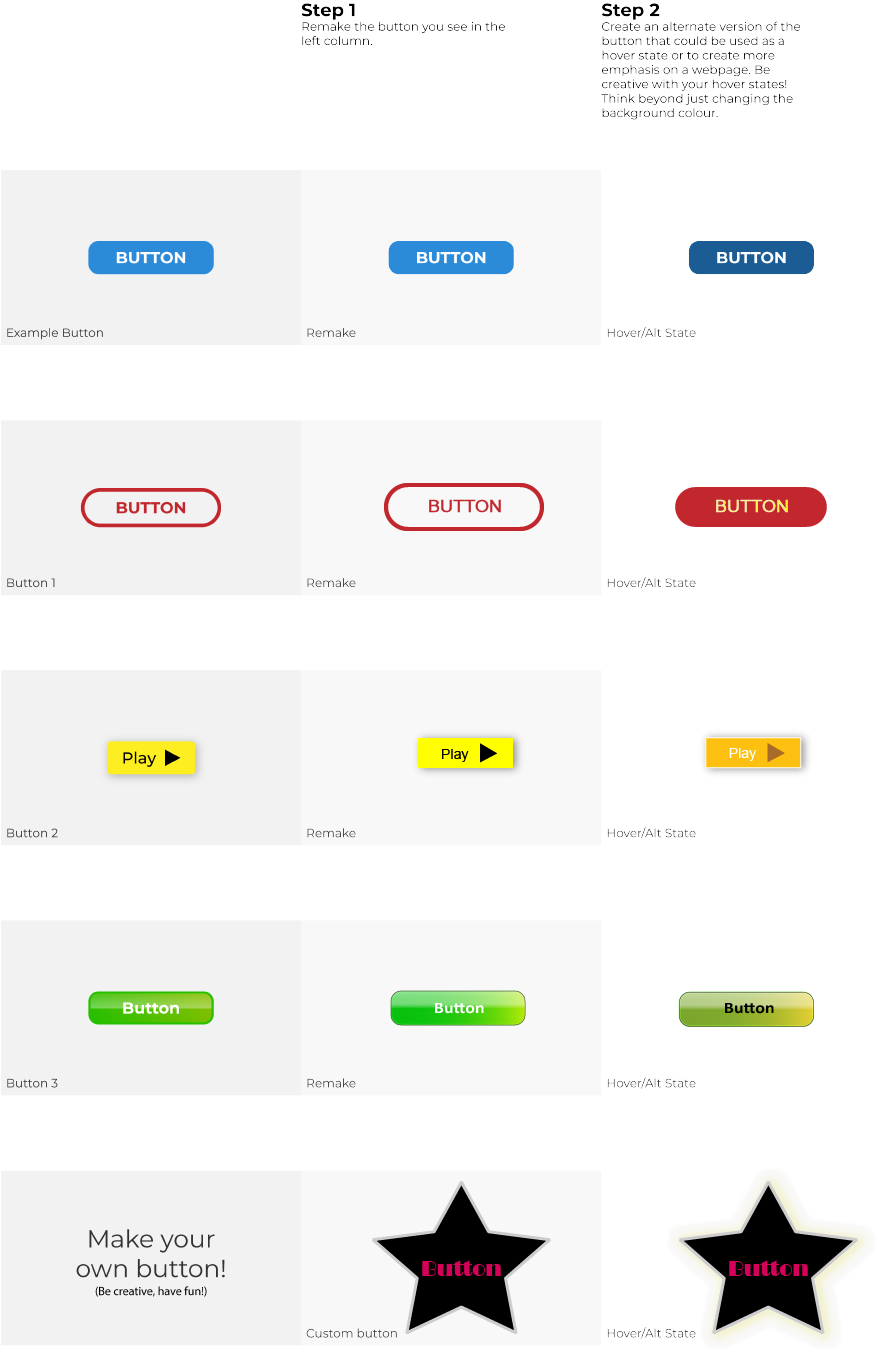 Step 1
Remake the button you see in the
left column.
Step 2
Create an alternate version of the
button that could be used as a
hover state or to create more
emphasis on a webpage. Be
creative with your hover states!
Think beyond just changing the
background colour.
BUTTON
BUTTON
BUTTON
Example Button
Remake
Hover/Alt State
BUTTON
BUTTON
BUTTON
Button 1
Remake
Hover/Alt State
Play
Play
Play
Button 2
Remake
Hover/Alt State
Button
Button
Button
Button 3
Remake
Hover/Alt State
Make your
own button!
(Be creative, have fun!)
Button
Button
Custom button
Hover/Alt State